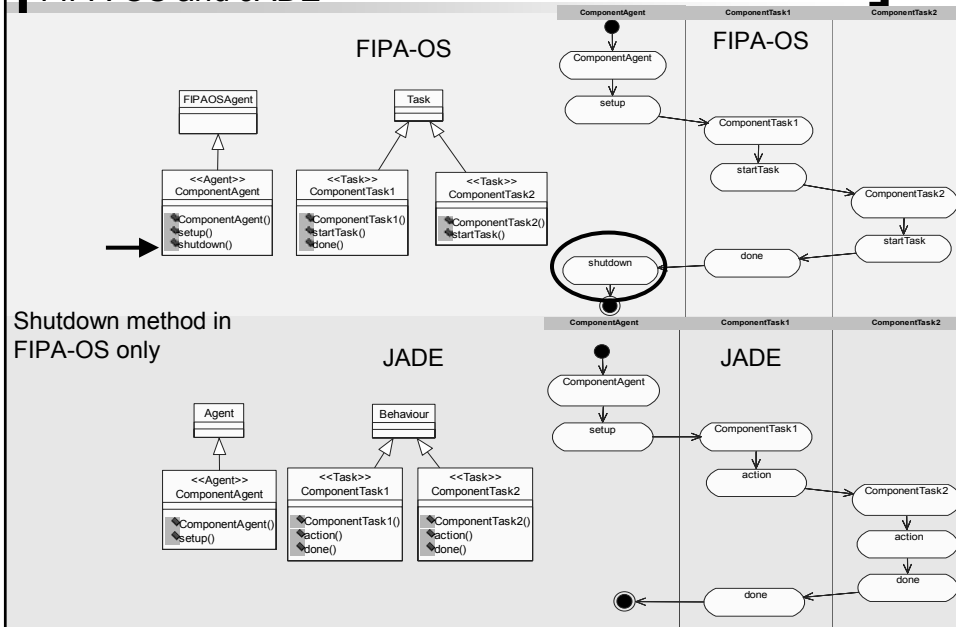 FIPA-OS and JADE
FIPA-OS
FIPAOSAgent
Task
<<Agent>>
ComponentAgent
ComponentAgent()
setup()
shutdown()
<<Task>>
ComponentTask1
ComponentTask1()
startTask()
done()
<<Task>>
ComponentTask2
ComponentTask2()
startTask()
ComponentAgent
ComponentTask1
ComponentTask2
FIPA-OS
ComponentAgent
setup
ComponentTask1
startTask
ComponentTask2
startTask
done
shutdown
Shutdown method in
FIPA-OS only
JADE
Agent
Behaviour
<<Agent>>
ComponentAgent
ComponentAgent()
setup()
<<Task>>
ComponentTask1
ComponentTask1()
action()
done()
<<Task>>
ComponentTask2
ComponentTask2()
action()
done()
ComponentAgent
ComponentTask1
ComponentTask2
JADE
ComponentAgent
setup
ComponentTask1
action
ComponentTask2
action
done
done